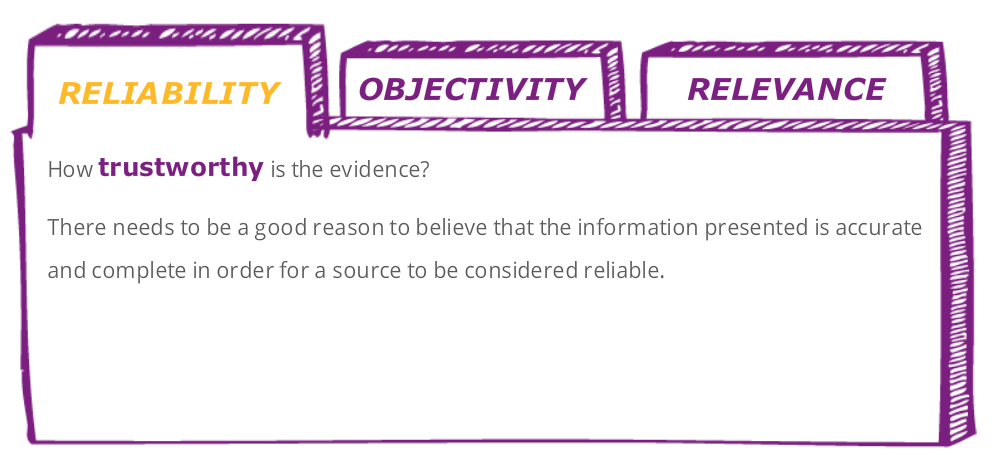 RELIABILITY OBJECTIVITY RELEVANCE
How trustworthy is the evidence?
There needs to be a good reason to believe that the information presented is accurate
and complete in order for a source to be considered reliable.